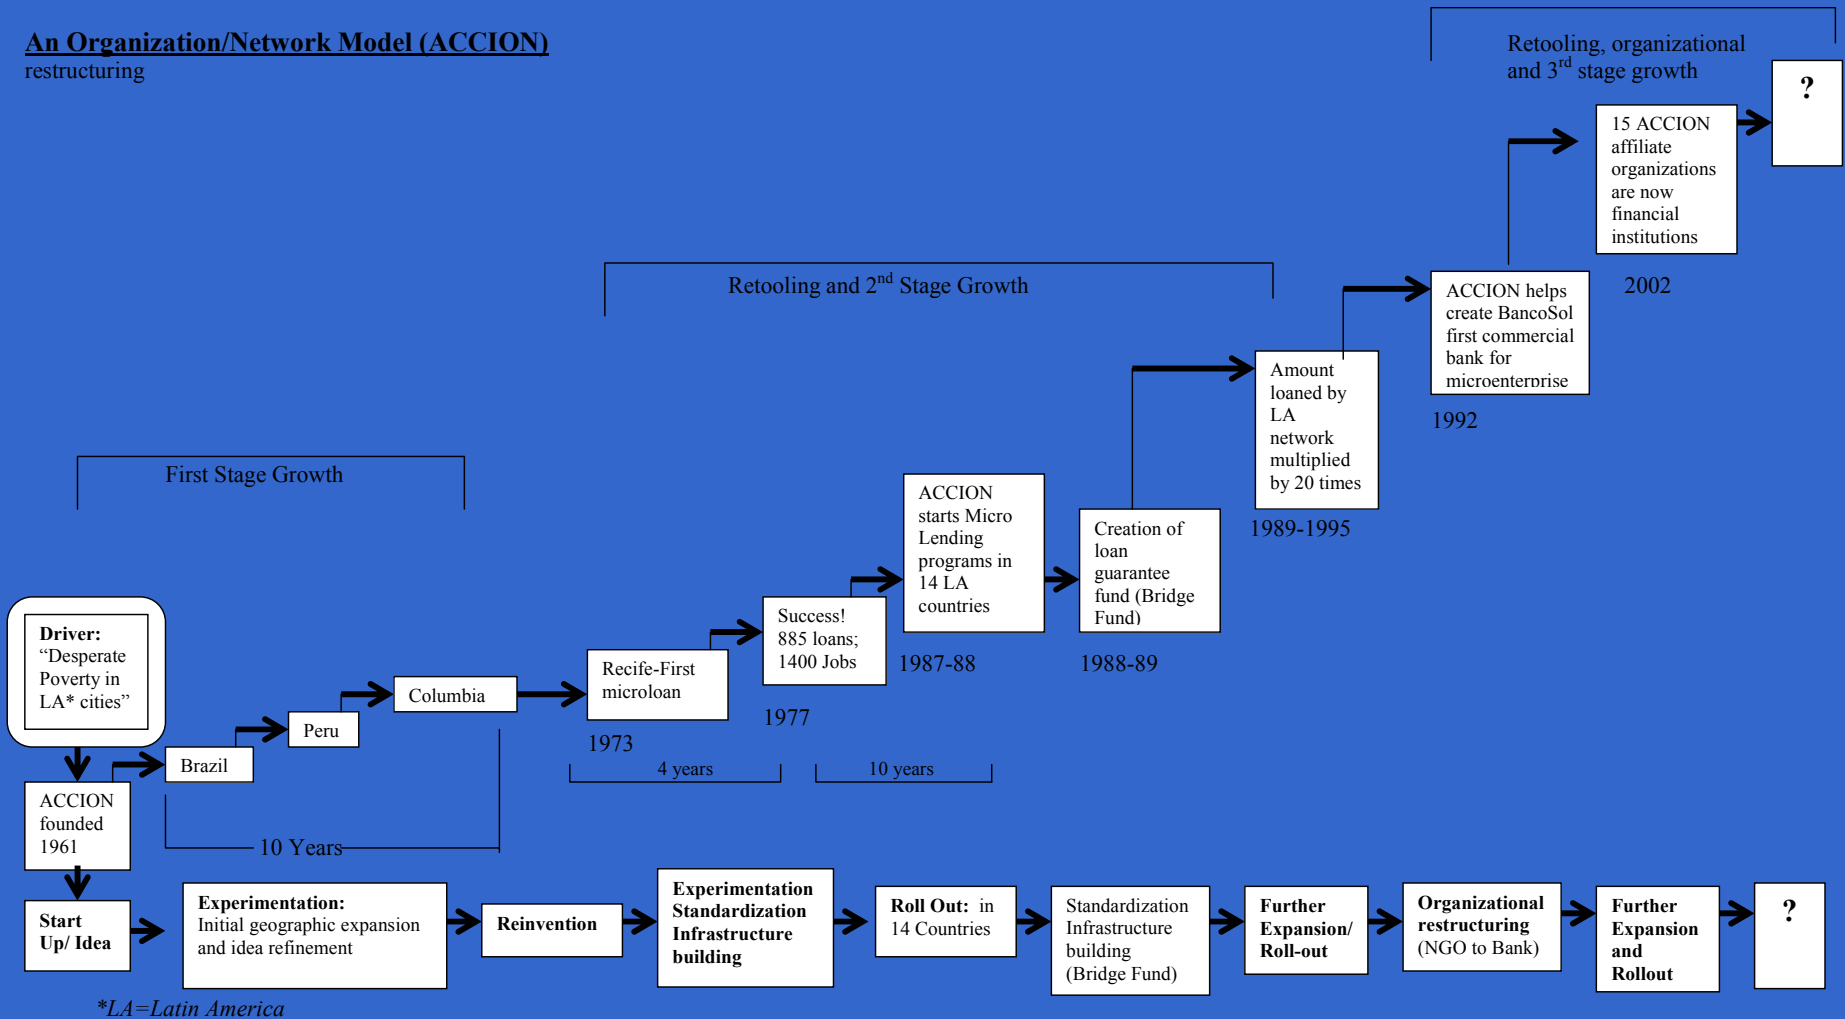 An Organization/Network Model (ACCION)
restructuring
Retooling, organizational
and 3rd stage growth
?
15 ACCION
affiliate
organizations
are now
financial
institutions
2002
Retooling and 2nd Stage Growth
ACCION helps
create BancoSol
first commercial
bank for
microenterprise
1992
Amount
loaned by
LA
network
multiplied
by 20 times
1989-1995
First Stage Growth
ACCION
starts Micro
Lending
programs in
14 LA
countries
1987-88
Creation of
loan
guarantee
fund (Bridge
Fund)
1988-89
Driver:
“Desperate
Poverty in
LA* cities”
Success!
885 loans;
1400 Jobs
1977
Recife-First
microloan
1973
Columbia
Peru
Brazil
4 years
10 years
ACCION
founded
1961
10 Years
Start
Up/ Idea
Experimentation:
Initial geographic expansion
and idea refinement
Reinvention
Experimentation
Standardization
Infrastructure
building
Roll Out: in
14 Countries
Standardization
Infrastructure
building
(Bridge Fund)
Further
Expansion/
Roll-out
Organizational
restructuring
(NGO to Bank)
Further
Expansion
and
Rollout
?
*LA=Latin America